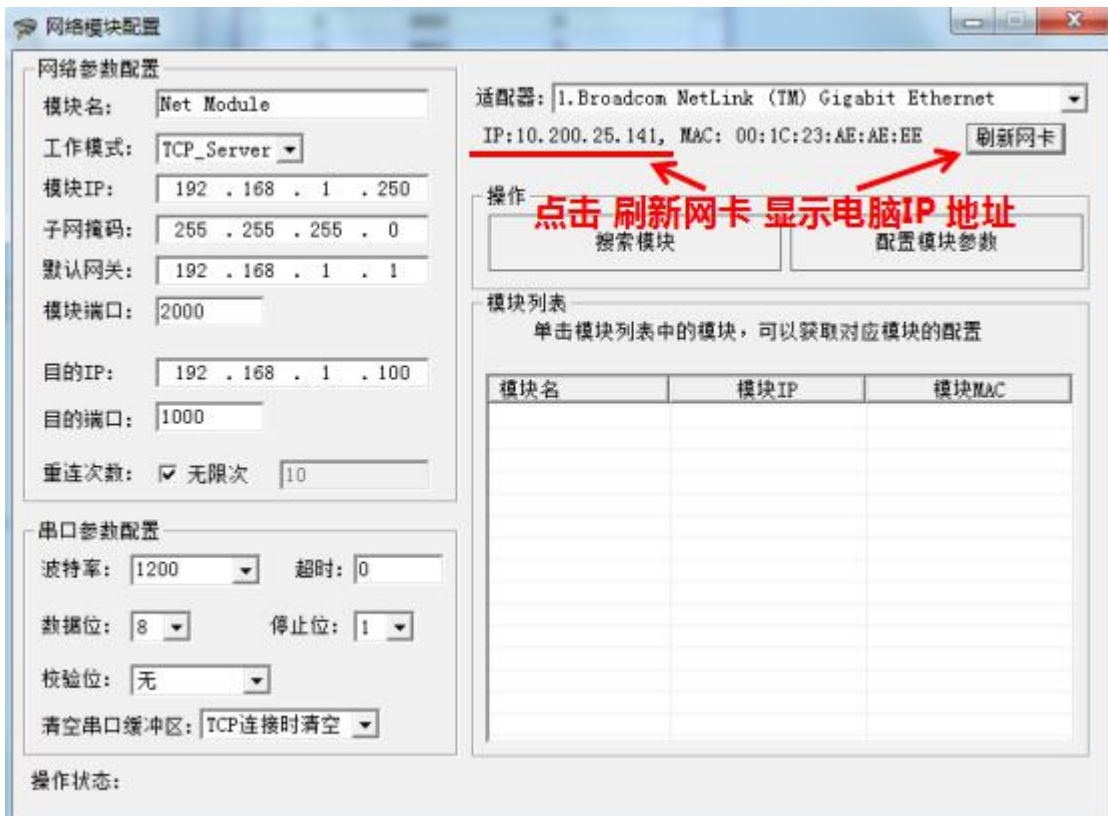 网络模块配置
网络参数配置
模块名: Net Module
工作模式: TCP_Server
模块IP: 192 . 168 . 1 . 250
子网掩码: 255 . 255 . 255 . 0
默认网关: 192 . 168 . 1 . 1
模块端口: 2000
目的IP: 192 . 168 . 1 . 100
目的端口: 1000
重连次数: 无限次 10
串口参数配置
波特率: 1200 超时: 0
数据位: 8 停止位: 1
校验位: 无
清空串口缓冲区: TCP连接时清空
操作状态:
适配器: 1.Broadcom NetLink (TM) Gigabit Ethernet
IP:10.200.25.141, MAC: 00:1C:23:AE:AE:EE 刷新网卡
操作
点击 刷新网卡 显示电脑IP 地址
搜索模块 配置模块参数
模块列表
单击模块列表中的模块，可以获取对应模块的配置
模块名 模块IP 模块MAC